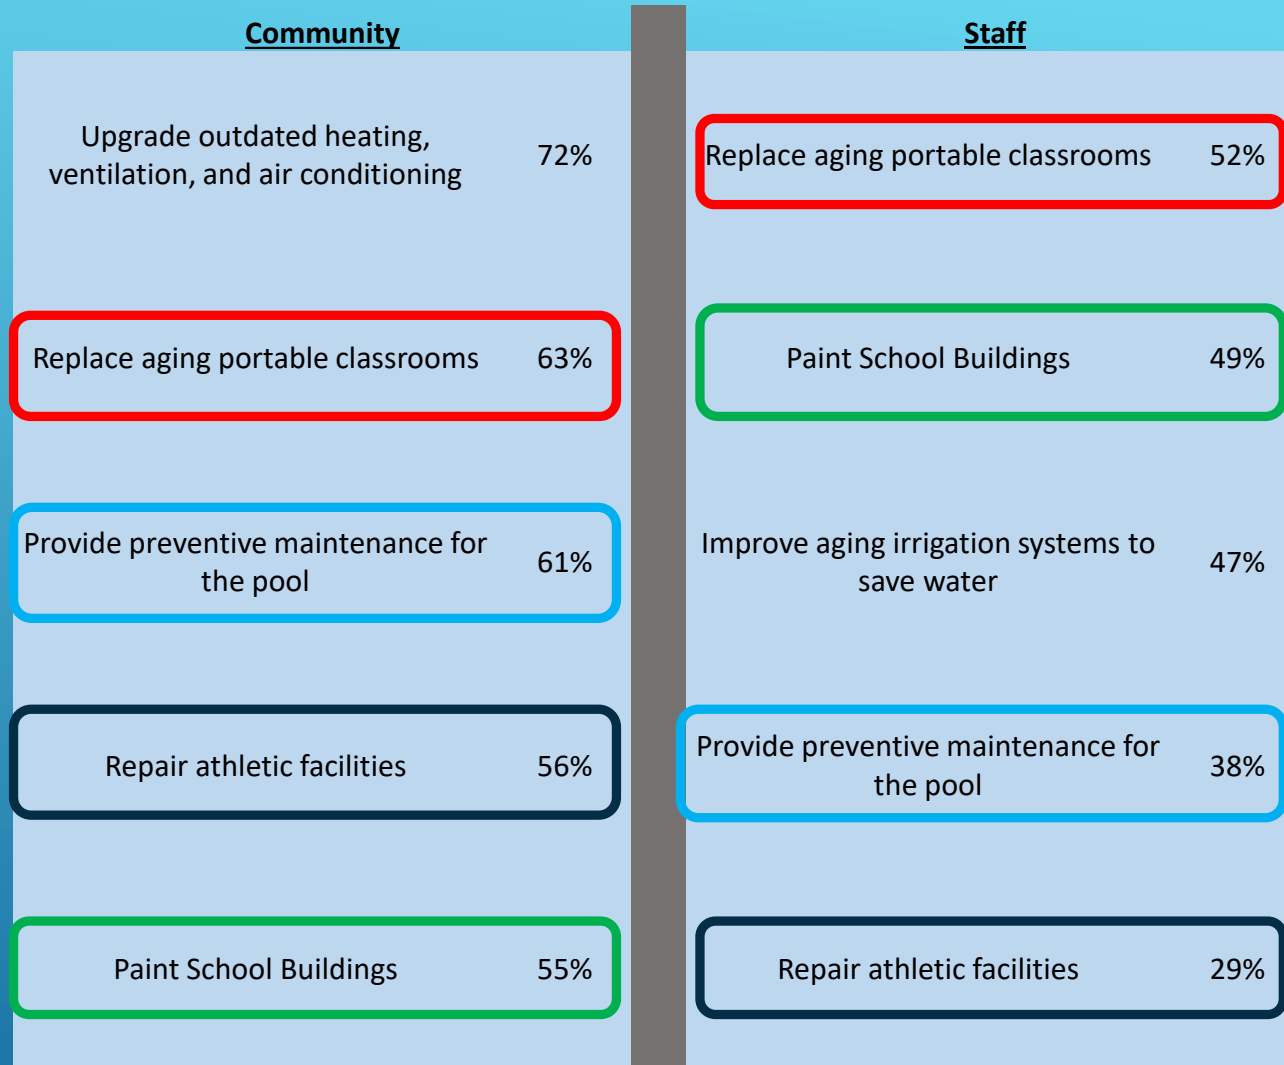 Community
Upgrade outdated heating,
ventilation, and air conditioning
72%
Replace aging portable classrooms 63%
Provide preventive maintenance for
the pool
61%
Repair athletic facilities 56%
Paint School Buildings 55%
Staff
Replace aging portable classrooms 52%
Paint School Buildings 49%
Improve aging irrigation systems to
save water
47%
Provide preventive maintenance for
the pool
38%
Repair athletic facilities 29%